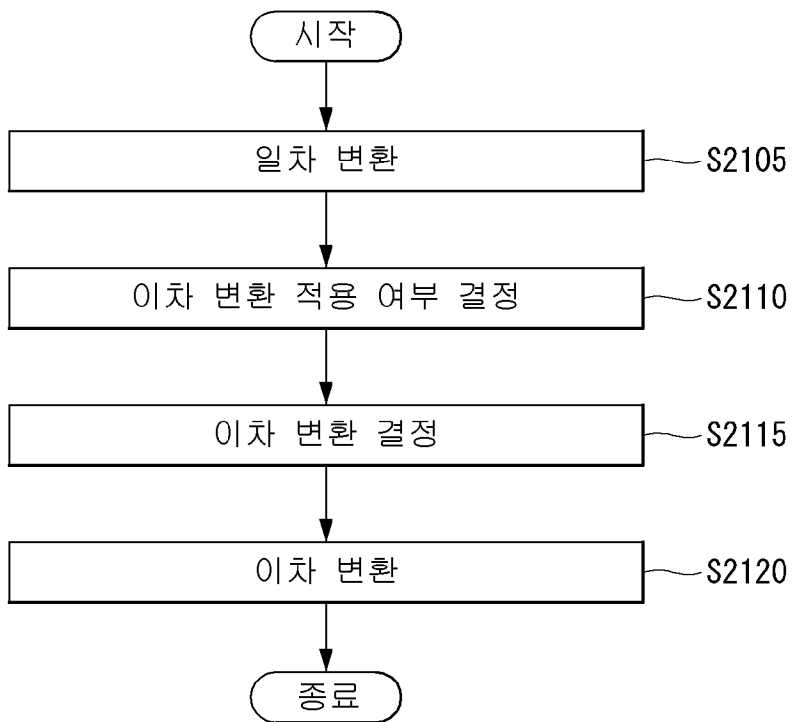 시작
일차 변환
S2105
이차 변환 적용 여부 결정
S2110
이차 변환 결정
S2115
이차 변환
S2120
종료